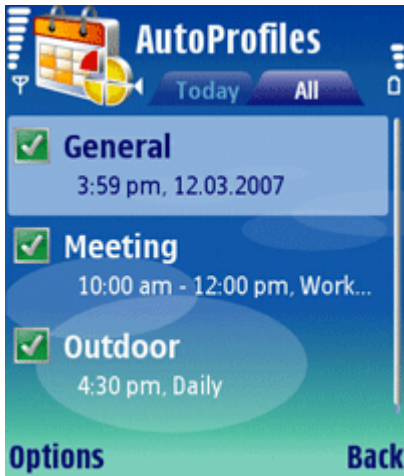 AutoProfiles
Today All
General
3:59 pm, 12.03.2007
Meeting
10:00 am - 12:00 pm, Work...
Outdoor
4:30 pm, Daily
Options Back